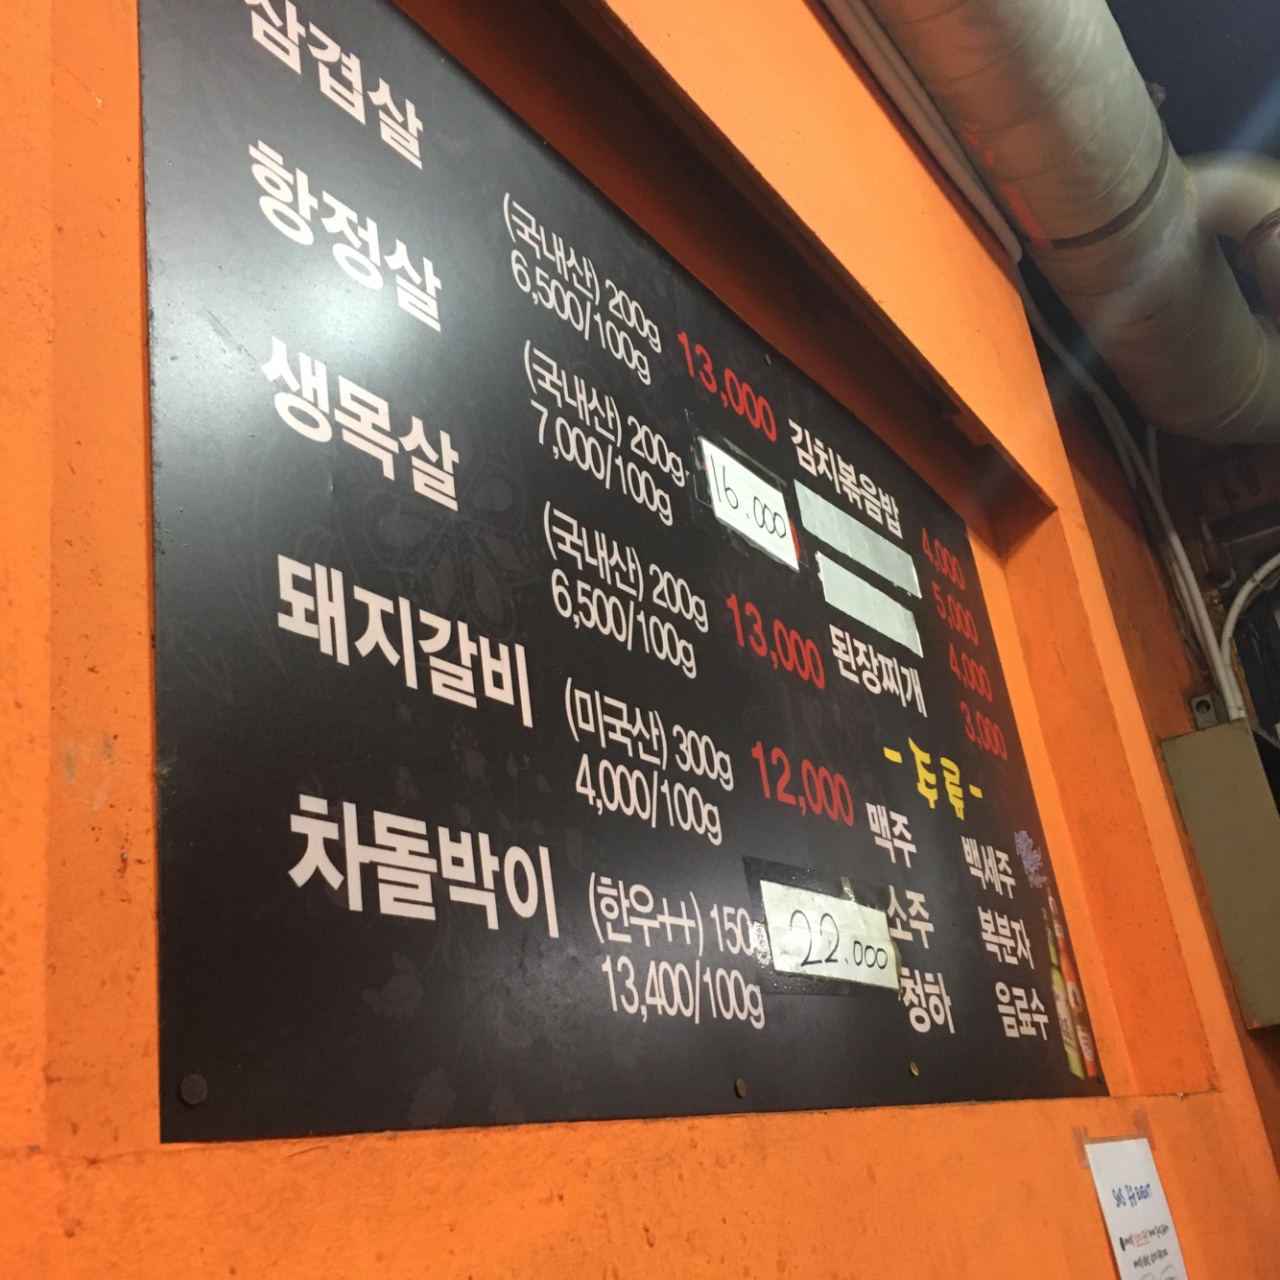 삼겹살
(국내산) 200g 13,000
6,500/100g
항정살
(국내산) 200g 16.000
7,000/100g
생목살
(국내산) 200g 13,000
6,500/100g
돼지갈비
(미국산) 300g 12,000
4,000/100g
차돌박이
(한우++) 150g 22.000
13,400/100g
김치볶음밥 4,000
5,000
4,000
된장찌개 3,000
-주류-
맥주 백세주
소주 복분자
청하 음료수
SNS EVENT